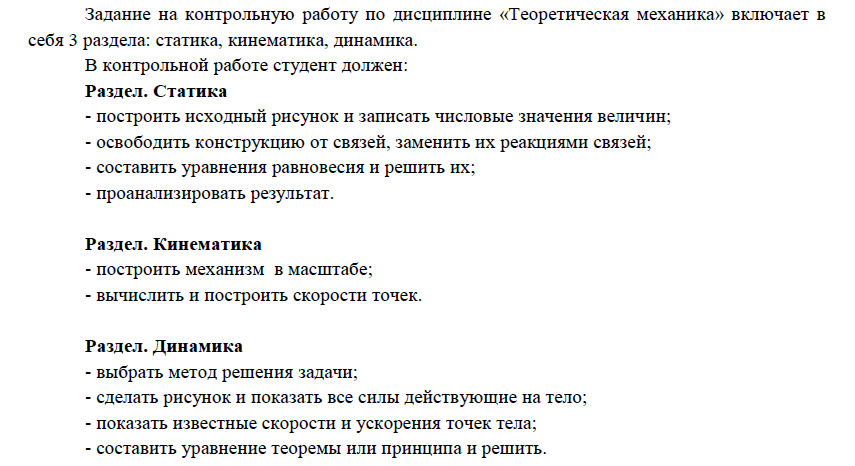 Задание на контрольную работу по дисциплине «Теоретическая механика» включает в
себя 3 раздела: статика, кинематика, динамика.
В контрольной работе студент должен:
Раздел. Статика
- построить исходный рисунок и записать числовые значения величин;
- освободить конструкцию от связей, заменить их реакциями связей;
- составить уравнения равновесия и решить их;
- проанализировать результат.
Раздел. Кинематика
- построить механизм  в масштабе;
- вычислить и построить скорости точек.
Раздел. Динамика
- выбрать метод решения задачи;
- сделать рисунок и показать все силы действующие на тело;
- показать известные скорости и ускорения точек тела;
- составить уравнение теоремы или принципа и решить.